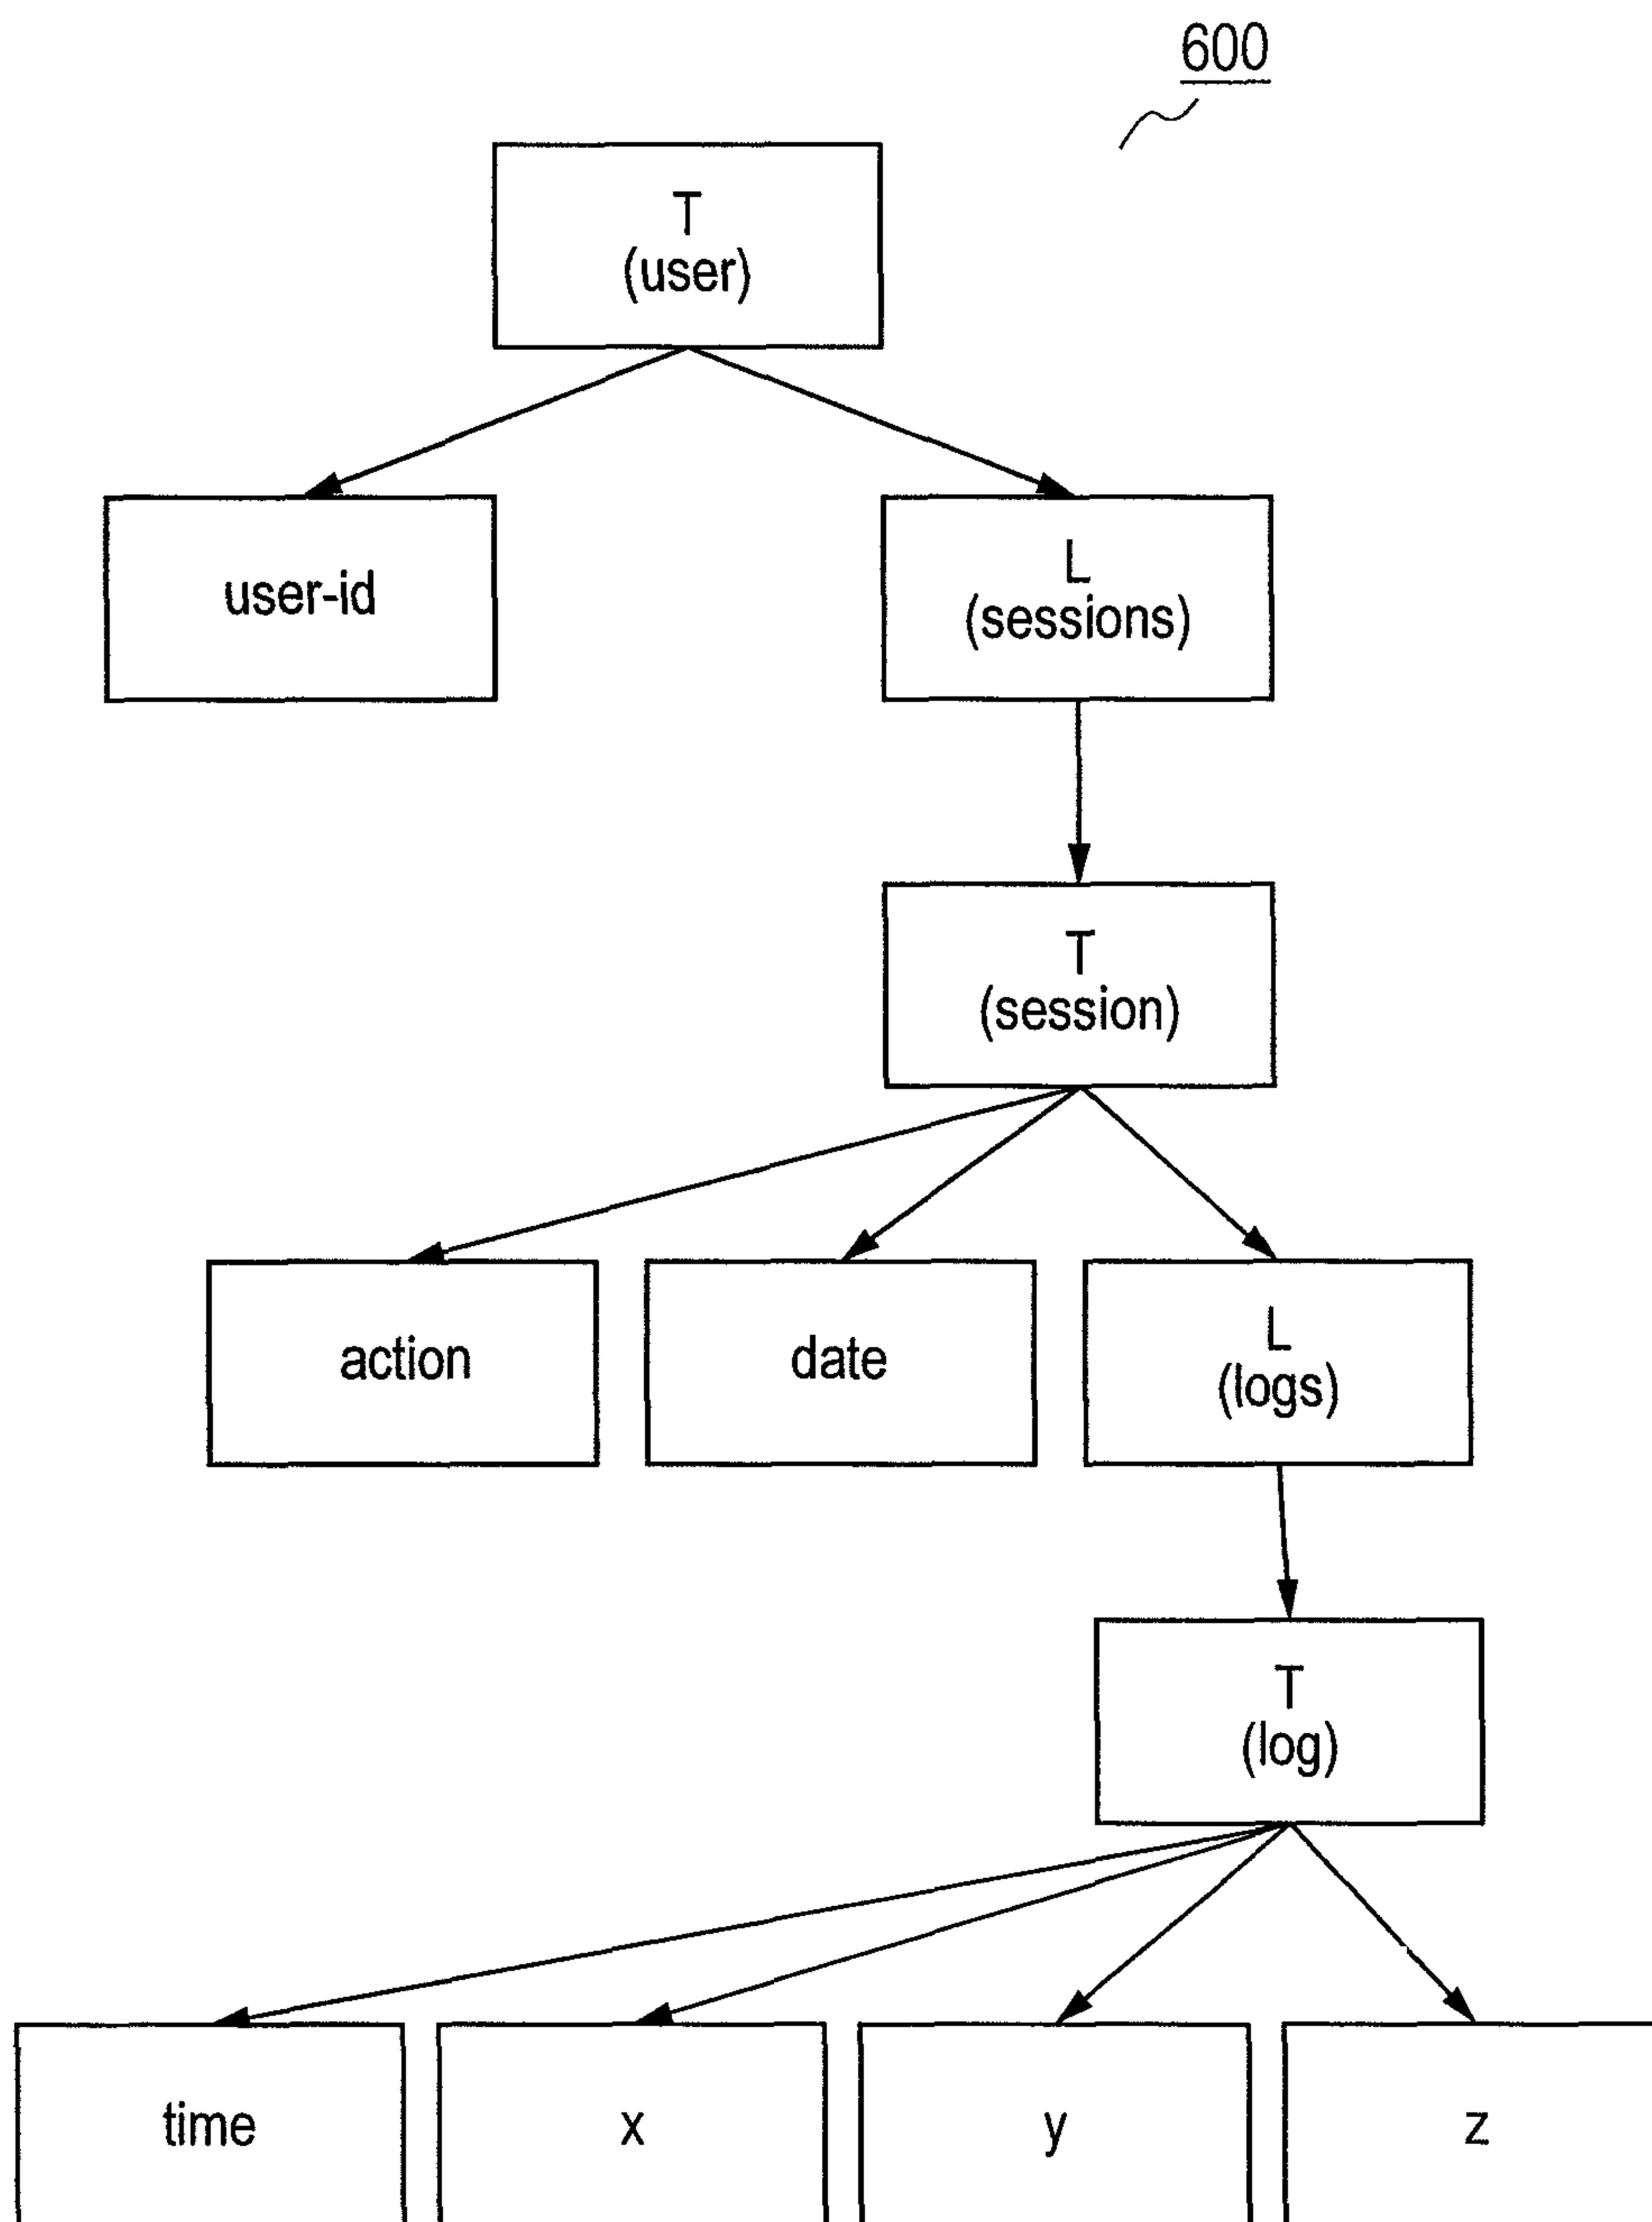 600
T
(user)
user-id
L
(sessions)
T
(session)
action
date
L
(logs)
T
(log)
time
x
y
z